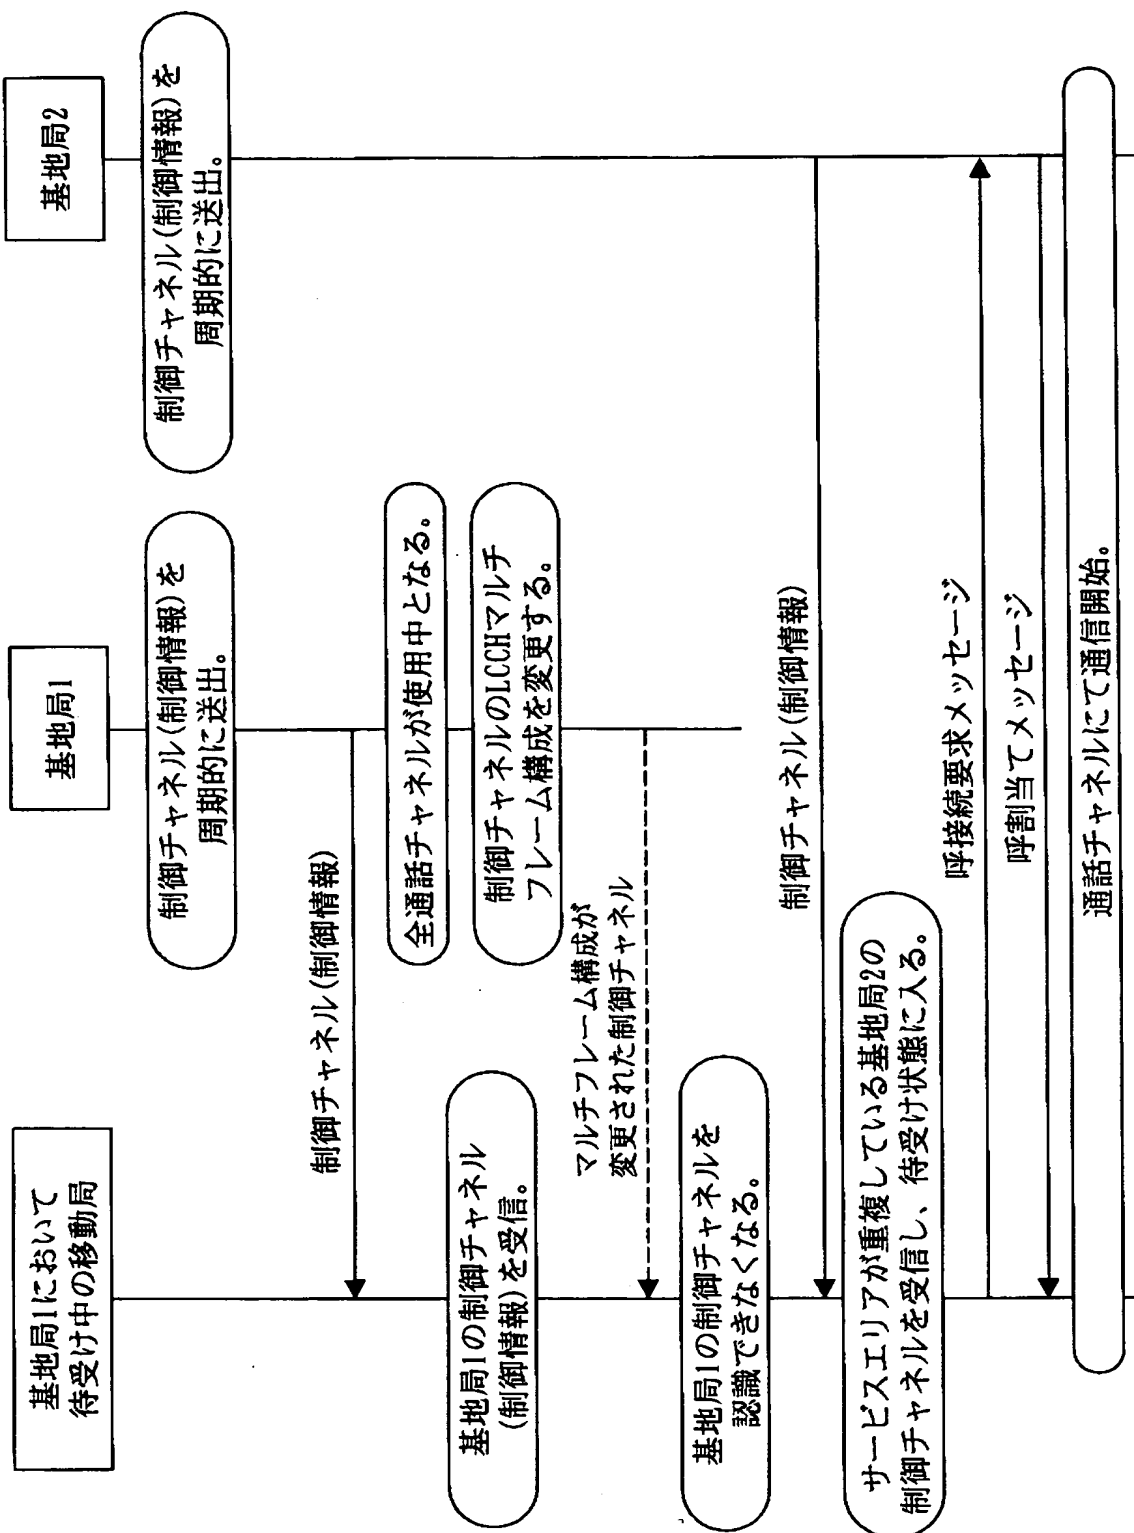 基地局1において
待受け中の移動局
基地局1
基地局2
制御チャネル(制御情報)を
周期的に送出。
制御チャネル(制御情報)を
周期的に送出。
制御チャネル(制御情報)
全通話チャネルが使用中となる。
基地局1の制御チャネル
(制御情報)を受信。
制御チャネルのLCCHマルチ
フレーム構成を変更する。
マルチフレーム構成が
変更された制御チャネル
基地局1の制御チャネルを
認識できなくなる。
制御チャネル(制御情報)
サービスエリアが重複している基地局2の
制御チャネルを受信し、待受け状態に入る。
呼接続要求メッセージ
呼割当てメッセージ
通話チャネルにて通信開始。